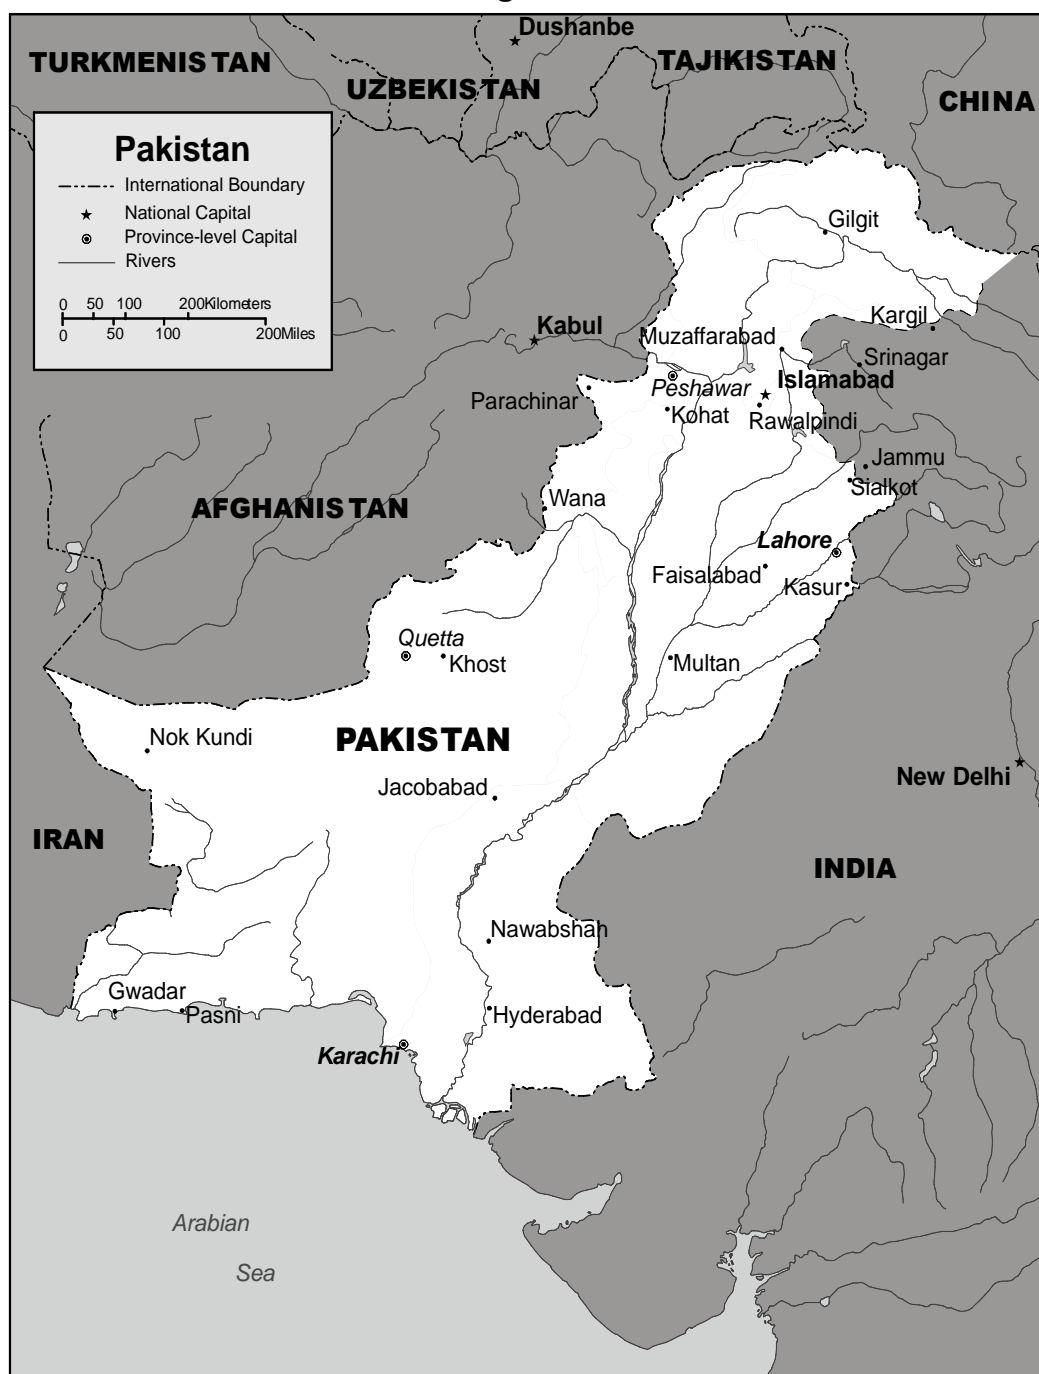 Dushanbe
TURKMENISTAN
TAJIKISTAN
UZBEKISTAN
CHINA
Pakistan
International Boundary
National Capital
Province-level Capital
Rivers
0 50 100 200Kilometers
0 50 100 200Miles
Gilgit
Kargil
Kabul
Muzaffarabad
Srinagar
Islamabad
Peshawar
Parachinar
Kohat
Rawalpindi
Jammu
Sialkot
Wana
AFGHANISTAN
Lahore
Faisalabad
Kasur
Quetta
Khost
Multan
Nok Kundi
PAKISTAN
New Delhi
Jacobabad
IRAN
INDIA
Nawabshah
Gwadar
Pasni
Hyderabad
Karachi
Arabian
Sea